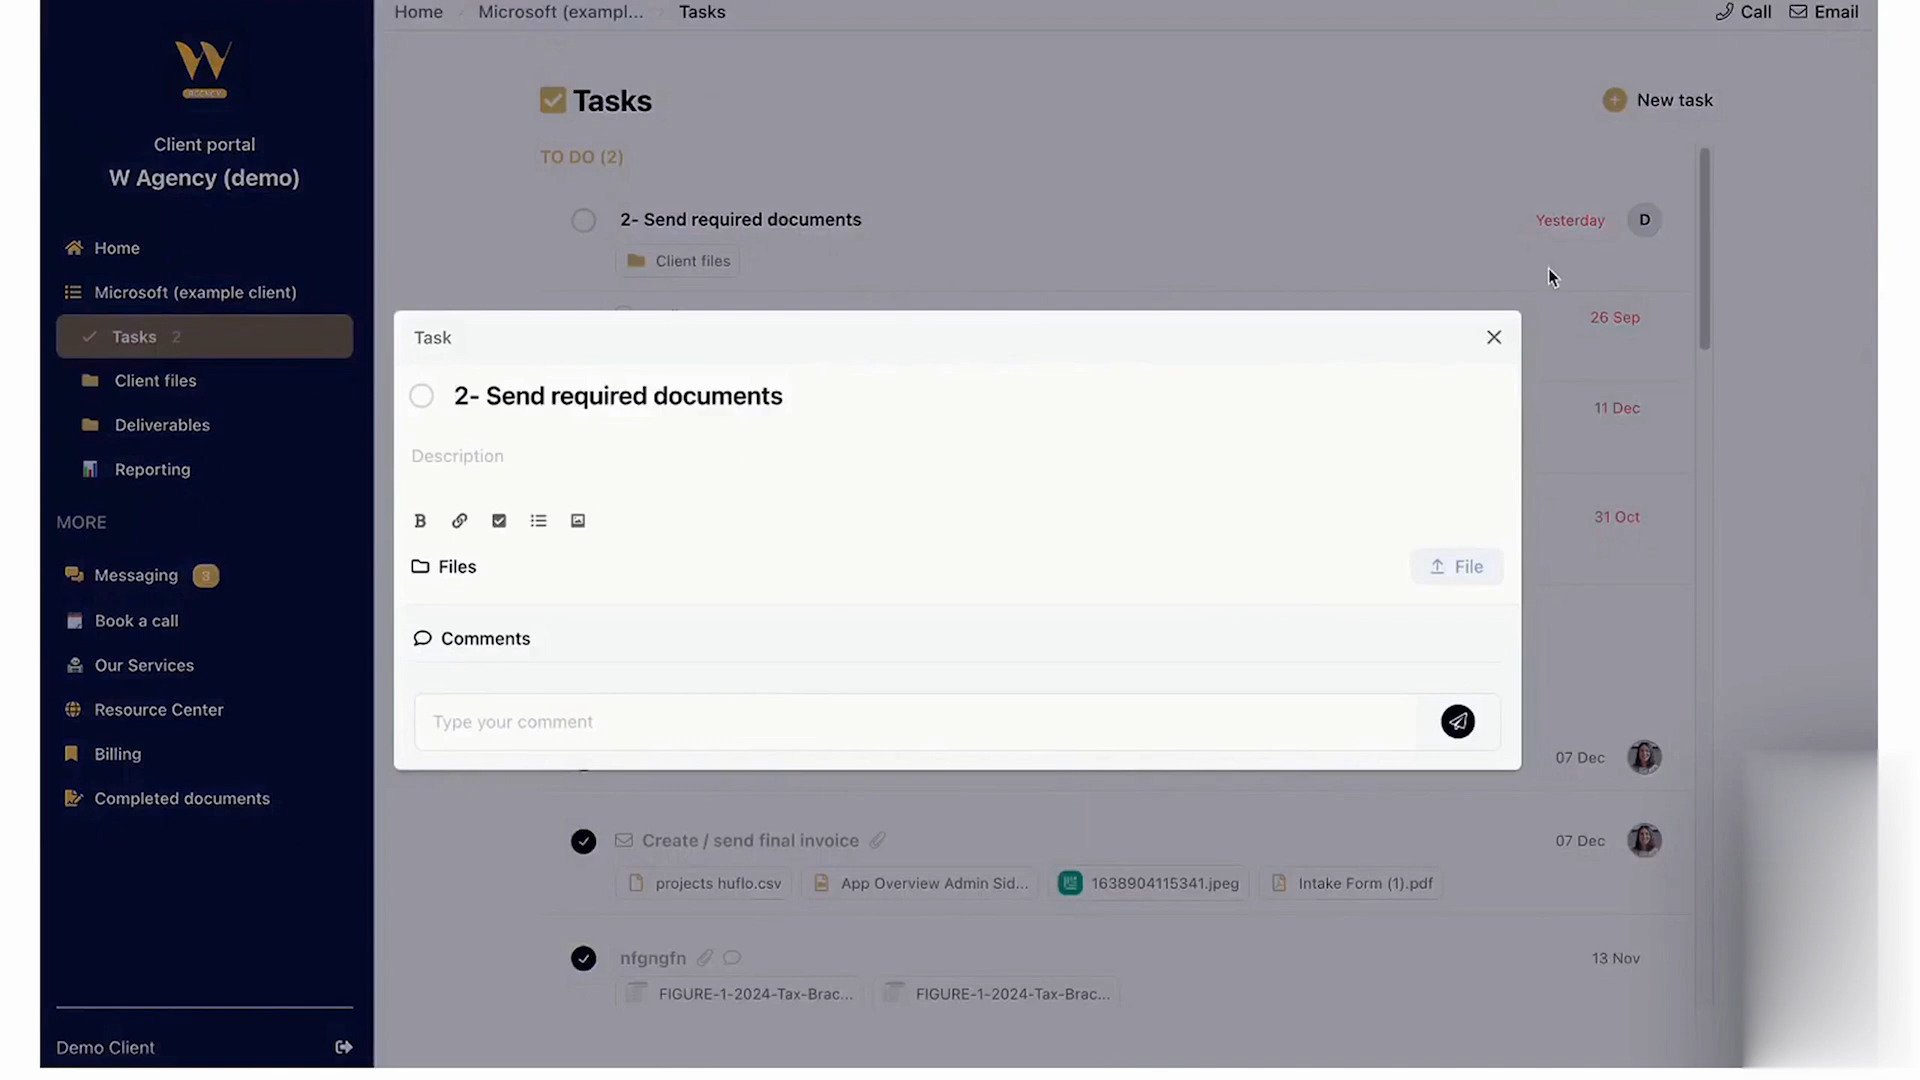 Home
Microsoft (exampl...
Tasks
Call
Email
W
AGENCY
Client portal
W Agency (demo)
Home
Microsoft (example client)
Tasks 2
Client files
Deliverables
Reporting
MORE
Messaging 3
Book a call
Our Services
Resource Center
Billing
Completed documents
Demo Client
Tasks
New task
TO DO (2)
2- Send required documents
Yesterday
D
Client files
26 Sep
11 Dec
31 Oct
Task
2- Send required documents
Description
B
Files
File
Comments
Type your comment
07 Dec
Create / send final invoice
07 Dec
projects huflo.csv
App Overview Admin Sid...
1638904115341.jpeg
Intake Form (1).pdf
nfgngfn
13 Nov
FIGURE-1-2024-Tax-Brac...
FIGURE-1-2024-Tax-Brac...